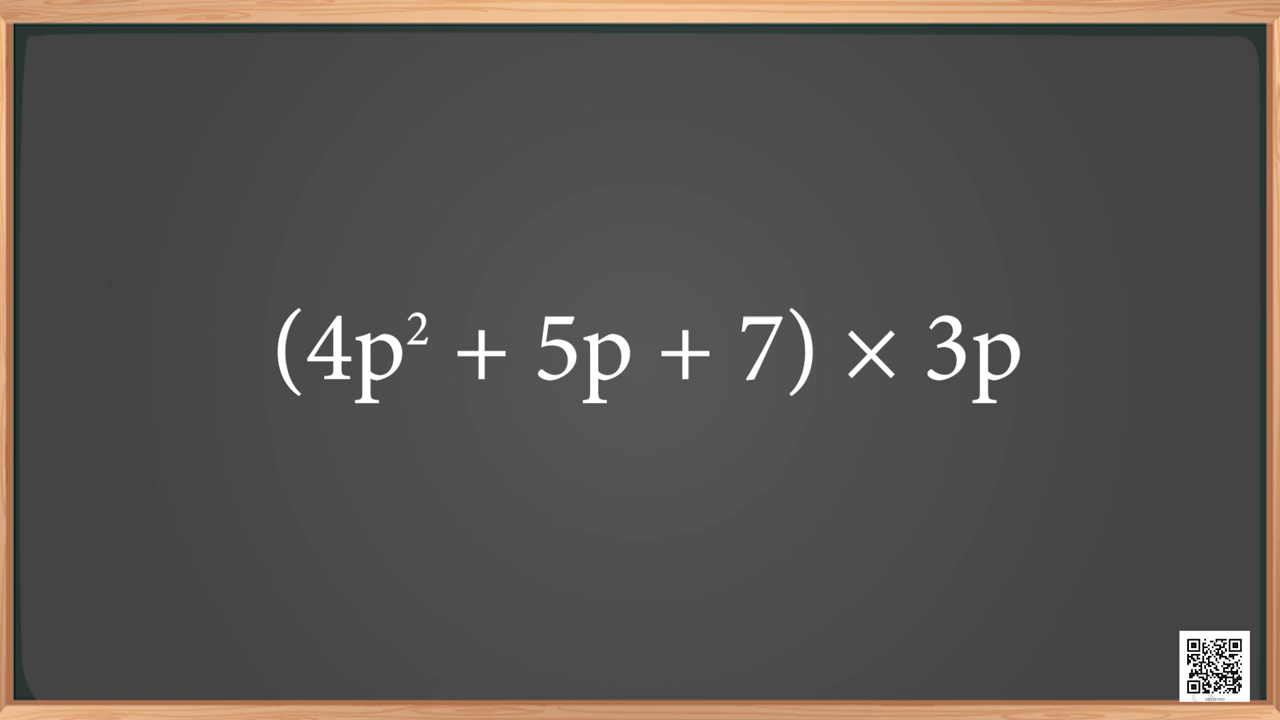 (4p² + 5p + 7) × 3p